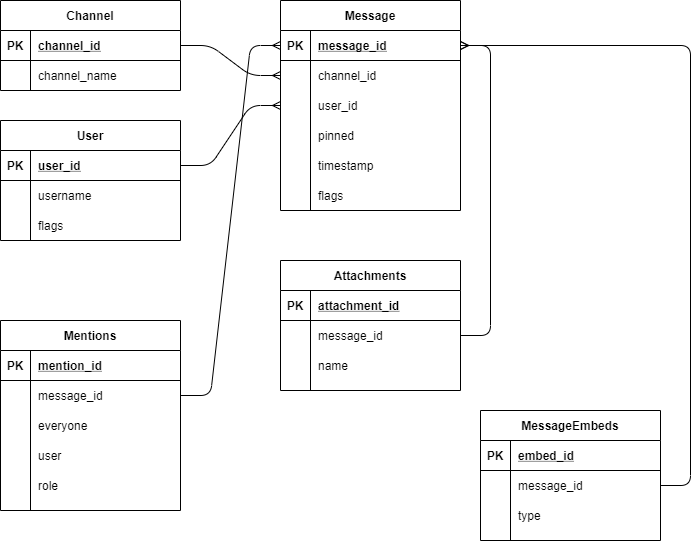 Channel
PK channel_id
channel_name
User
PK user_id
username
flags
Mentions
PK mention_id
message_id
everyone
user
role
Message
PK message_id
channel_id
user_id
pinned
timestamp
flags
Attachments
PK attachment_id
message_id
name
MessageEmbeds
PK embed_id
message_id
type